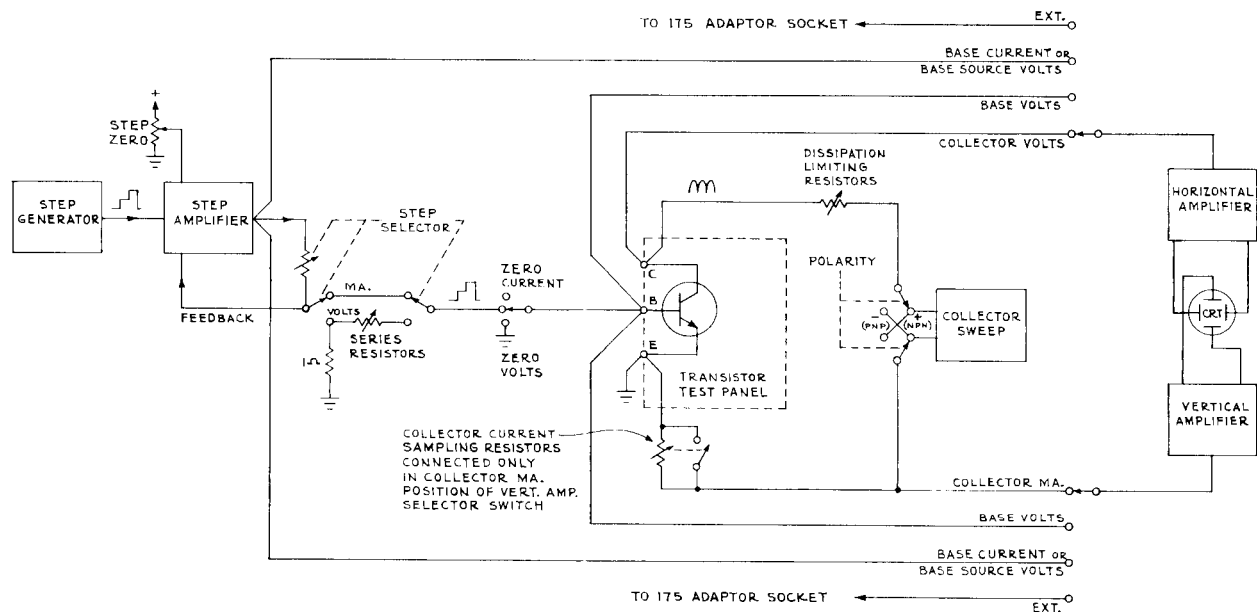 TO 175 ADAPTOR SOCKET
EXT.
BASE CURRENT OR
BASE SOURCE VOLTS
BASE VOLTS
COLLECTOR VOLTS
+
STEP
ZERO
DISSIPATION
LIMITING
RESISTORS
STEP
GENERATOR
STEP
AMPLIFIER
STEP
SELECTOR
HORIZONTAL
AMPLIFIER
C
POLARITY
MA.
ZERO
CURRENT
B
FEEDBACK
VOLTS
SERIES
RESISTORS
1Ω
ZERO
VOLTS
E
-
(PNP)
+
(NPN)
COLLECTOR
SWEEP
CRT
TRANSISTOR
TEST PANEL
VERTICAL
AMPLIFIER
COLLECTOR CURRENT
SAMPLING RESISTORS
CONNECTED ONLY
IN COLLECTOR MA.
POSITION OF VERT. AMP.
SELECTOR SWITCH
COLLECTOR MA.
BASE VOLTS
BASE CURRENT OR
BASE SOURCE VOLTS
TO 175 ADAPTOR SOCKET
EXT.